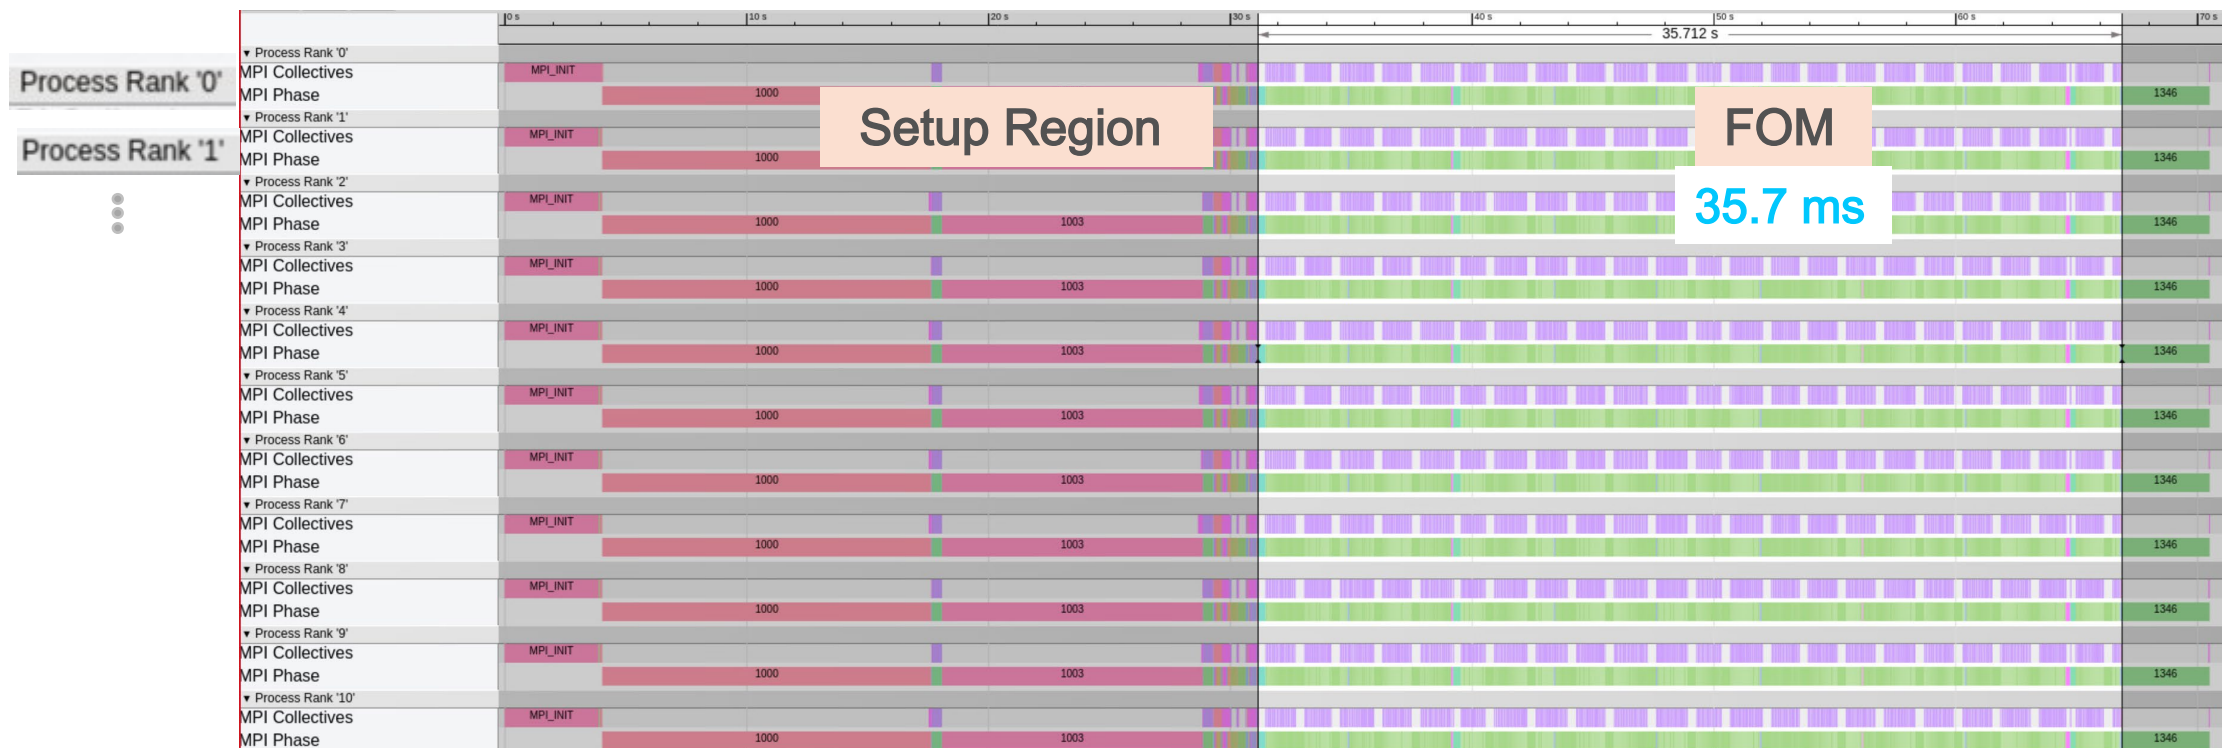 0 s 10 s 20 s 30 s 40 s 50 s 60 s 70 s
35.712 s
Process Rank '0'
Process Rank '0'
MPI Collectives MPI_INIT
MPI Phase 1000 1346
Setup Region FOM
Process Rank '1'
Process Rank '1'
MPI Collectives MPI_INIT
MPI Phase 1000 1346
Process Rank '2'
35.7 ms
MPI Collectives MPI_INIT
MPI Phase 1000 1003 1346
Process Rank '3'
MPI Collectives MPI_INIT
MPI Phase 1000 1003 1346
Process Rank '4'
MPI Collectives MPI_INIT
MPI Phase 1000 1003 1346
Process Rank '5'
MPI Collectives MPI_INIT
MPI Phase 1000 1003 1346
Process Rank '6'
MPI Collectives MPI_INIT
MPI Phase 1000 1003 1346
Process Rank '7'
MPI Collectives MPI_INIT
MPI Phase 1000 1003 1346
Process Rank '8'
MPI Collectives MPI_INIT
MPI Phase 1000 1003 1346
Process Rank '9'
MPI Collectives MPI_INIT
MPI Phase 1000 1003 1346
Process Rank '10'
MPI Collectives MPI_INIT
MPI Phase 1000 1003 1346